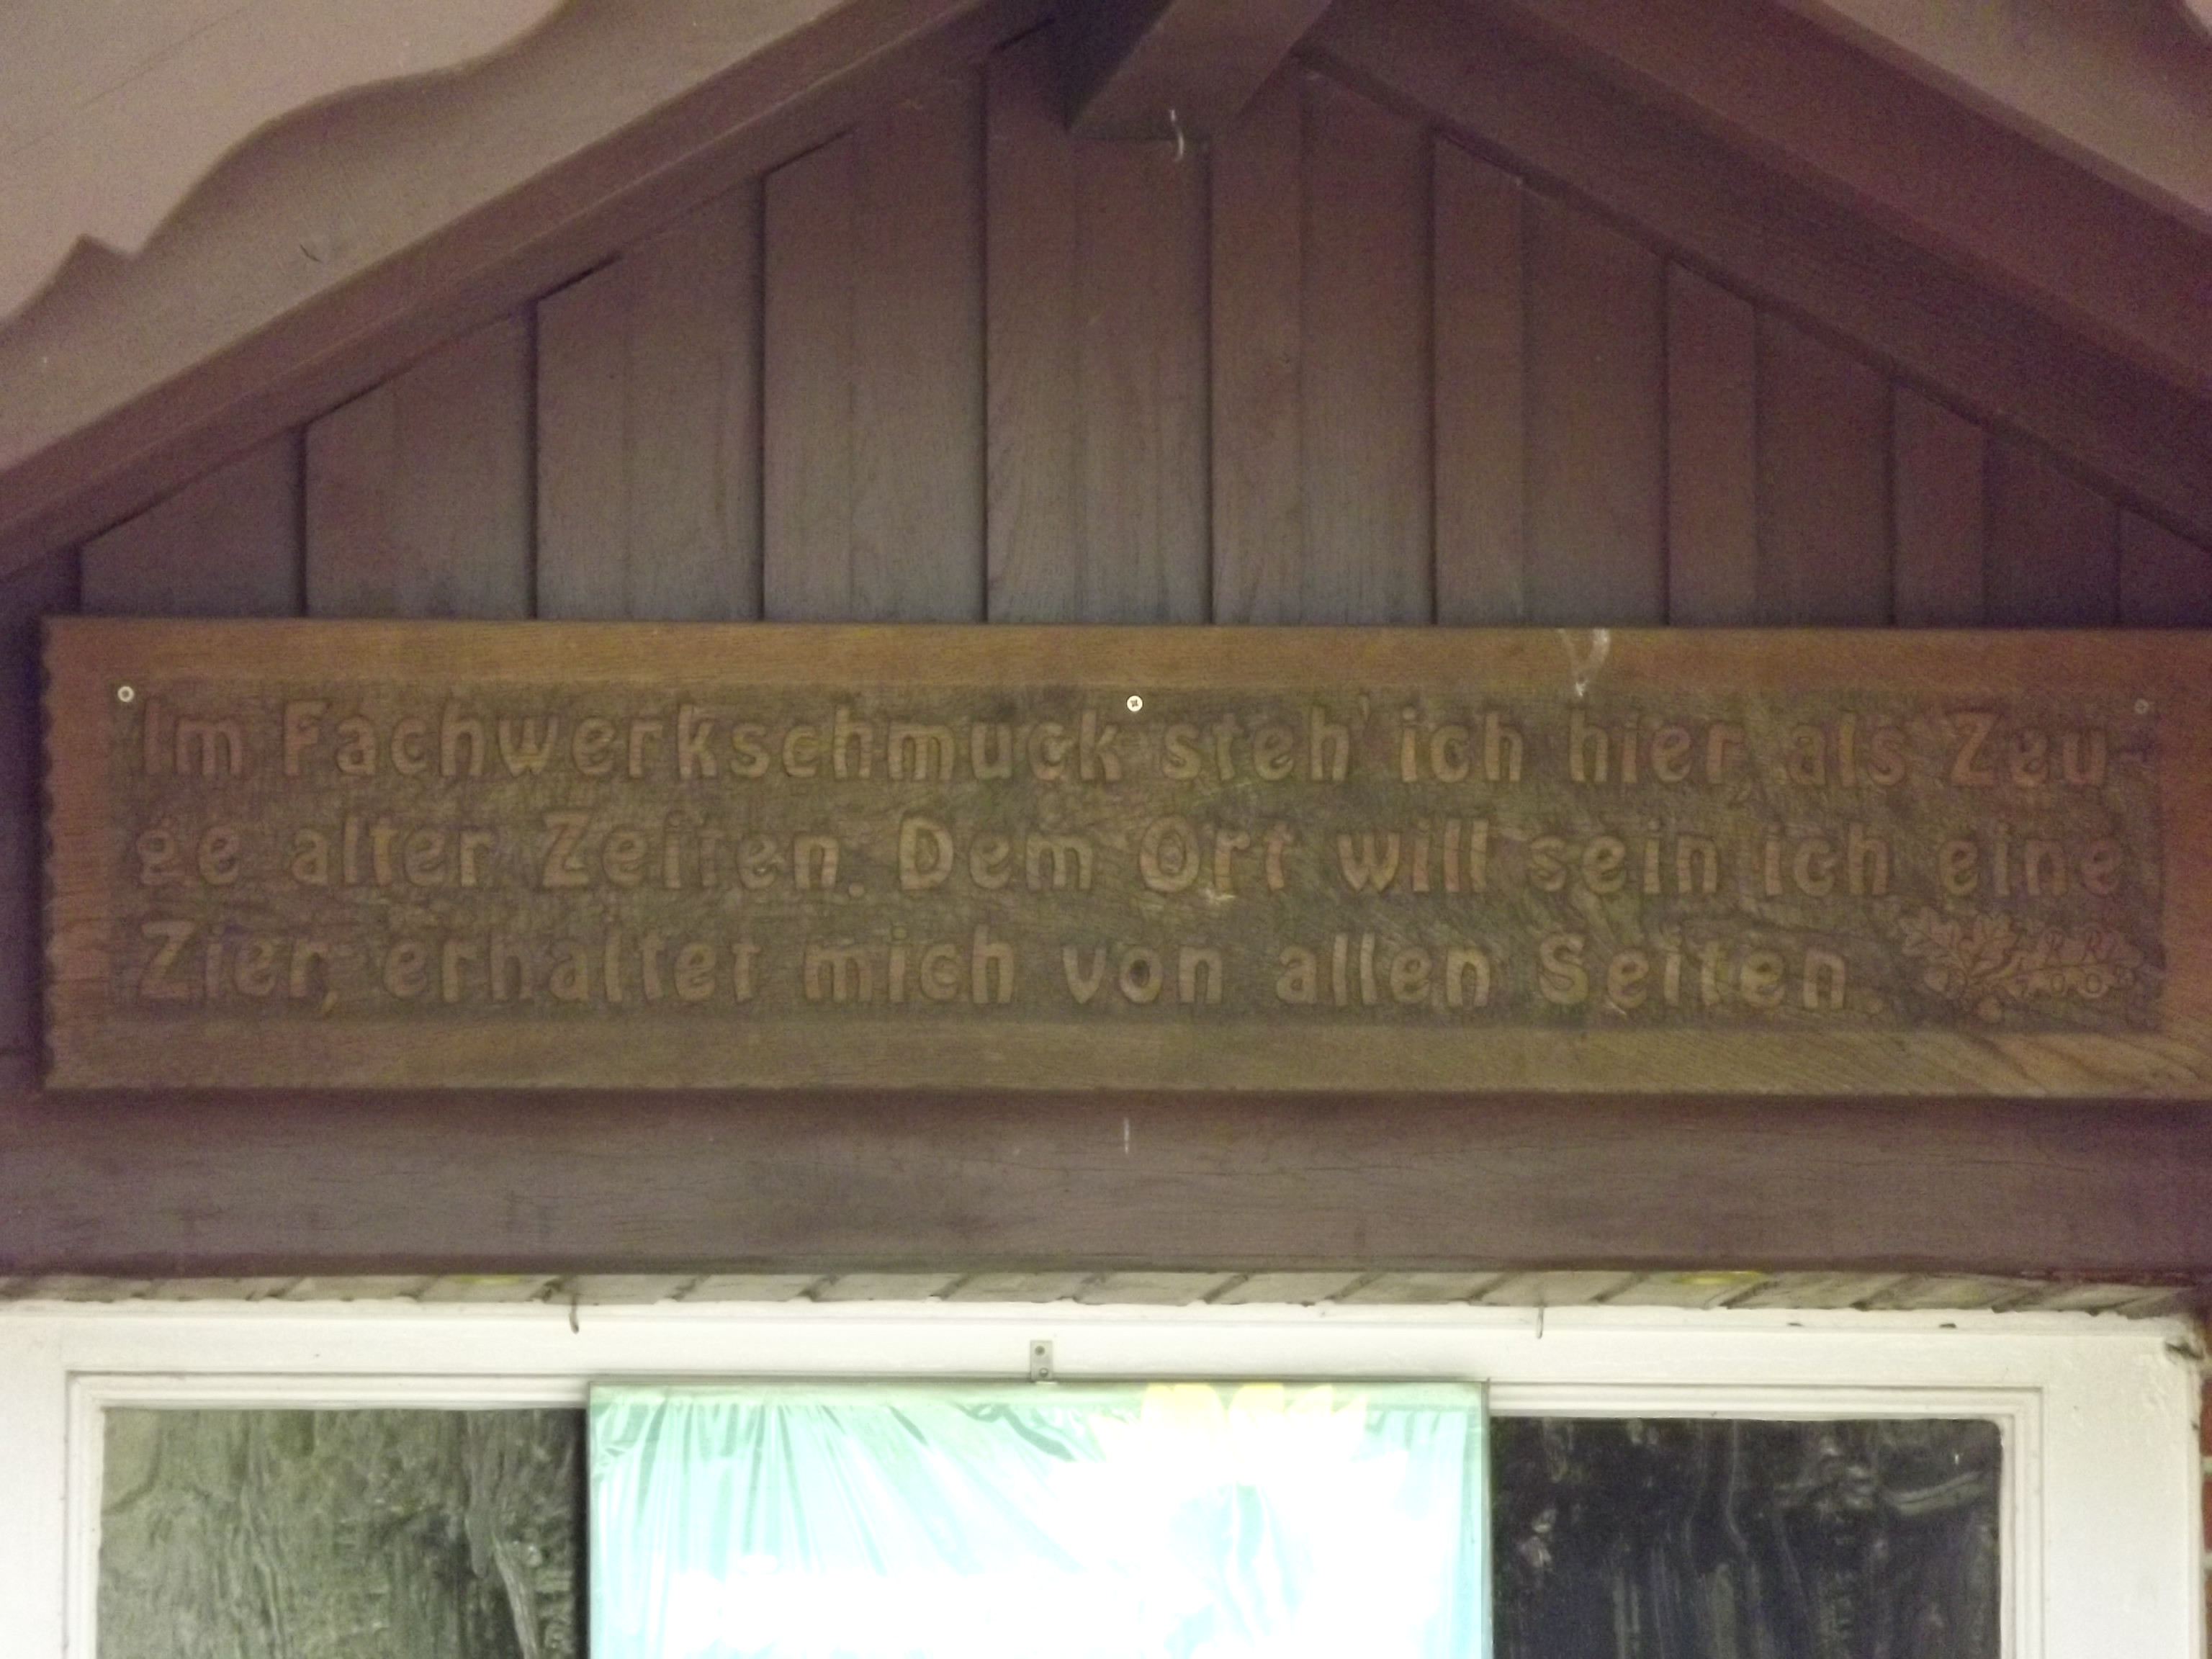 Im Fachwerkschmuck steh' ich hier, als Zeu-
ge alter Zeiten. Dem Ort will sein ich eine
Zier, erhaltet mich von allen Seiten.